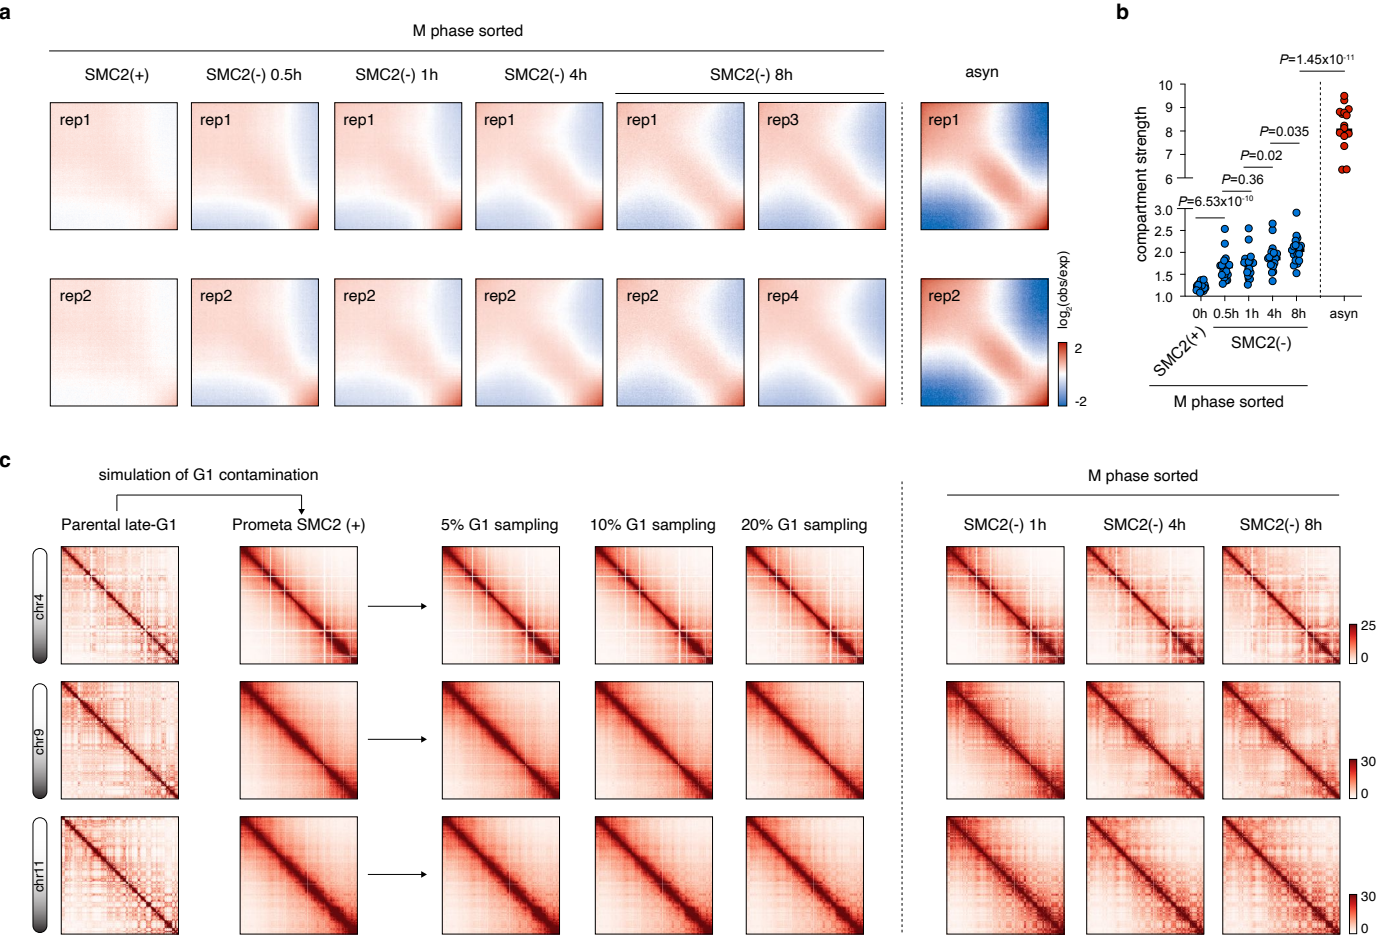 a
M phase sorted
SMC2(+) SMC2(-) 0.5h SMC2(-) 1h SMC2(-) 4h SMC2(-) 8h asyn
rep1 rep1 rep1 rep1 rep1 rep3 rep1
rep2 rep2 rep2 rep2 rep2 rep4 rep2
log2(obs/exp)
2
-2
b
P=1.45x10-11
P=0.035
P=0.02
P=0.36
P=6.53x10-10
compartment strength
10
9
8
7
6
3.0
2.5
2.0
1.5
1.0
0h 0.5h 1h 4h 8h asyn
SMC2(+)
SMC2(-)
M phase sorted
c
simulation of G1 contamination
M phase sorted
Parental late-G1 Prometa SMC2 (+) 5% G1 sampling 10% G1 sampling 20% G1 sampling SMC2(-) 1h SMC2(-) 4h SMC2(-) 8h
chr4
25
0
chr9
30
0
chr11
30
0